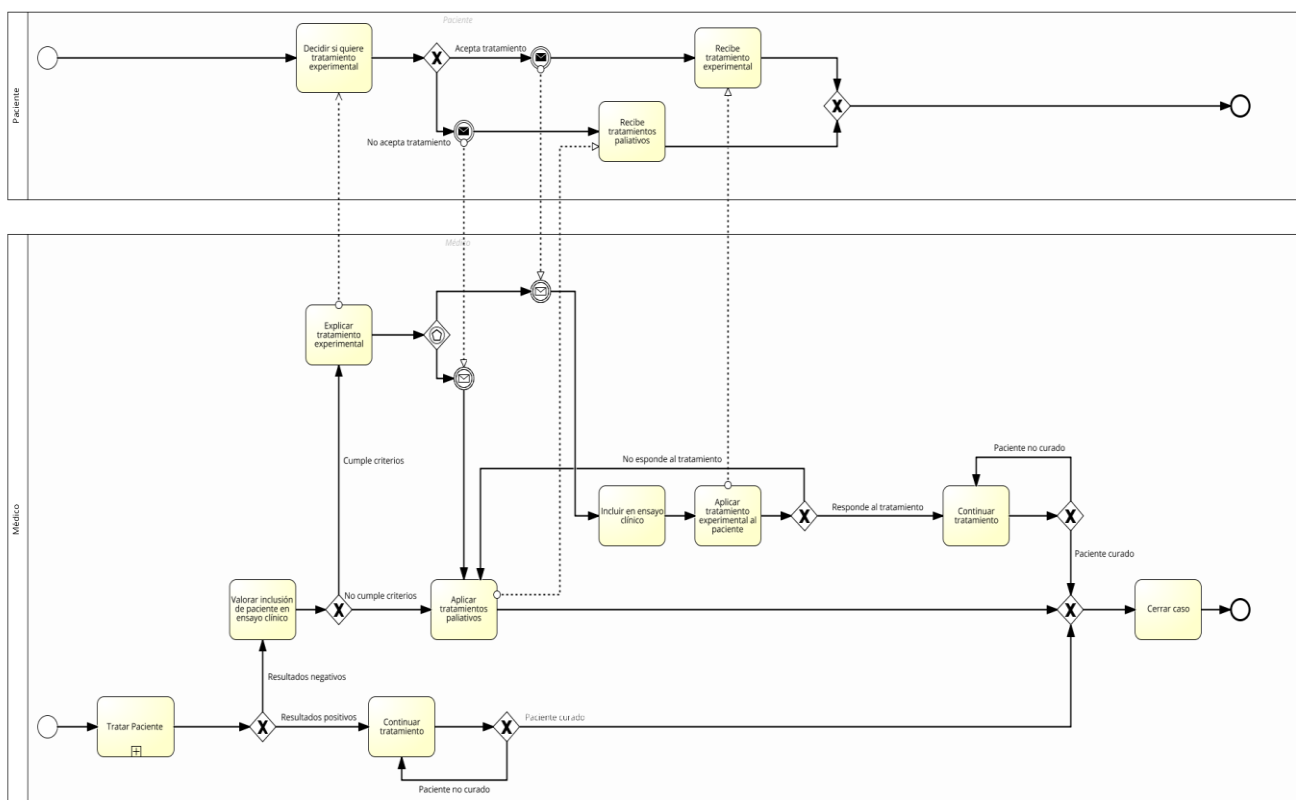 Paciente
Paciente
Decidir si quiere
tratamiento
experimental
Acepta tratamiento
Recibe
tratamiento
experimental
No acepta tratamiento
Recibe
tratamientos
paliativos
Médico
Médico
Explicar
tratamiento
experimental
Cumple criterios
No esponde al tratamiento
Paciente no curado
Incluir en ensayo
clínico
Aplicar
tratamiento
experimental al
paciente
Responde al tratamiento
Continuar
tratamiento
Paciente curado
Valorar inclusión
de paciente en
ensayo clínico
No cumple criterios
Aplicar
tratamientos
paliativos
Cerrar caso
Resultados negativos
Tratar Paciente
Resultados positivos
Continuar
tratamiento
Paciente curado
Paciente no curado